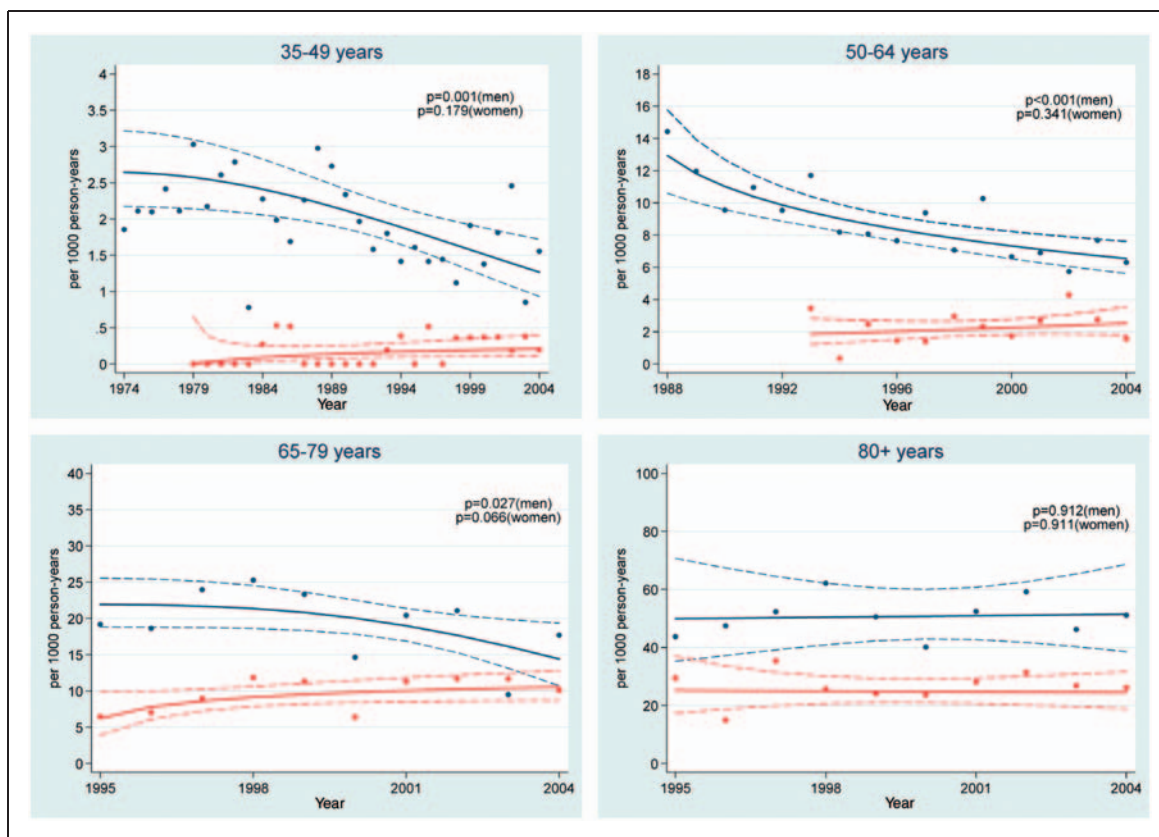 35-49 years
p=0.001(men)
p=0.179(women)
per 1000 person-years
4
3.5
3
2.5
2
1.5
1
.5
0
1974 1979 1984 1989 1994 1999 2004
Year
50-64 years
p<0.001(men)
p=0.341(women)
per 1000 person-years
18
16
14
12
10
8
6
4
2
0
1988 1992 1996 2000 2004
Year
65-79 years
p=0.027(men)
p=0.066(women)
per 1000 person-years
40
35
30
25
20
15
10
5
0
1995 1998 2001 2004
Year
80+ years
p=0.912(men)
p=0.911(women)
per 1000 person-years
100
80
60
40
20
0
1995 1998 2001 2004
Year